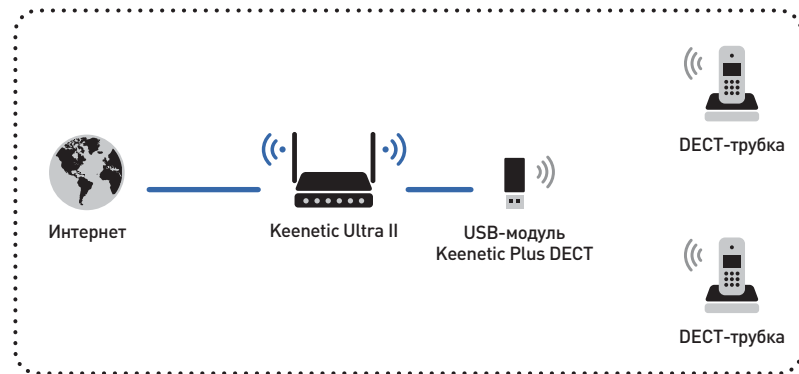 DECT-трубка
Интернет
Keenetic Ultra II
USB-модуль
Keenetic Plus DECT
DECT-трубка